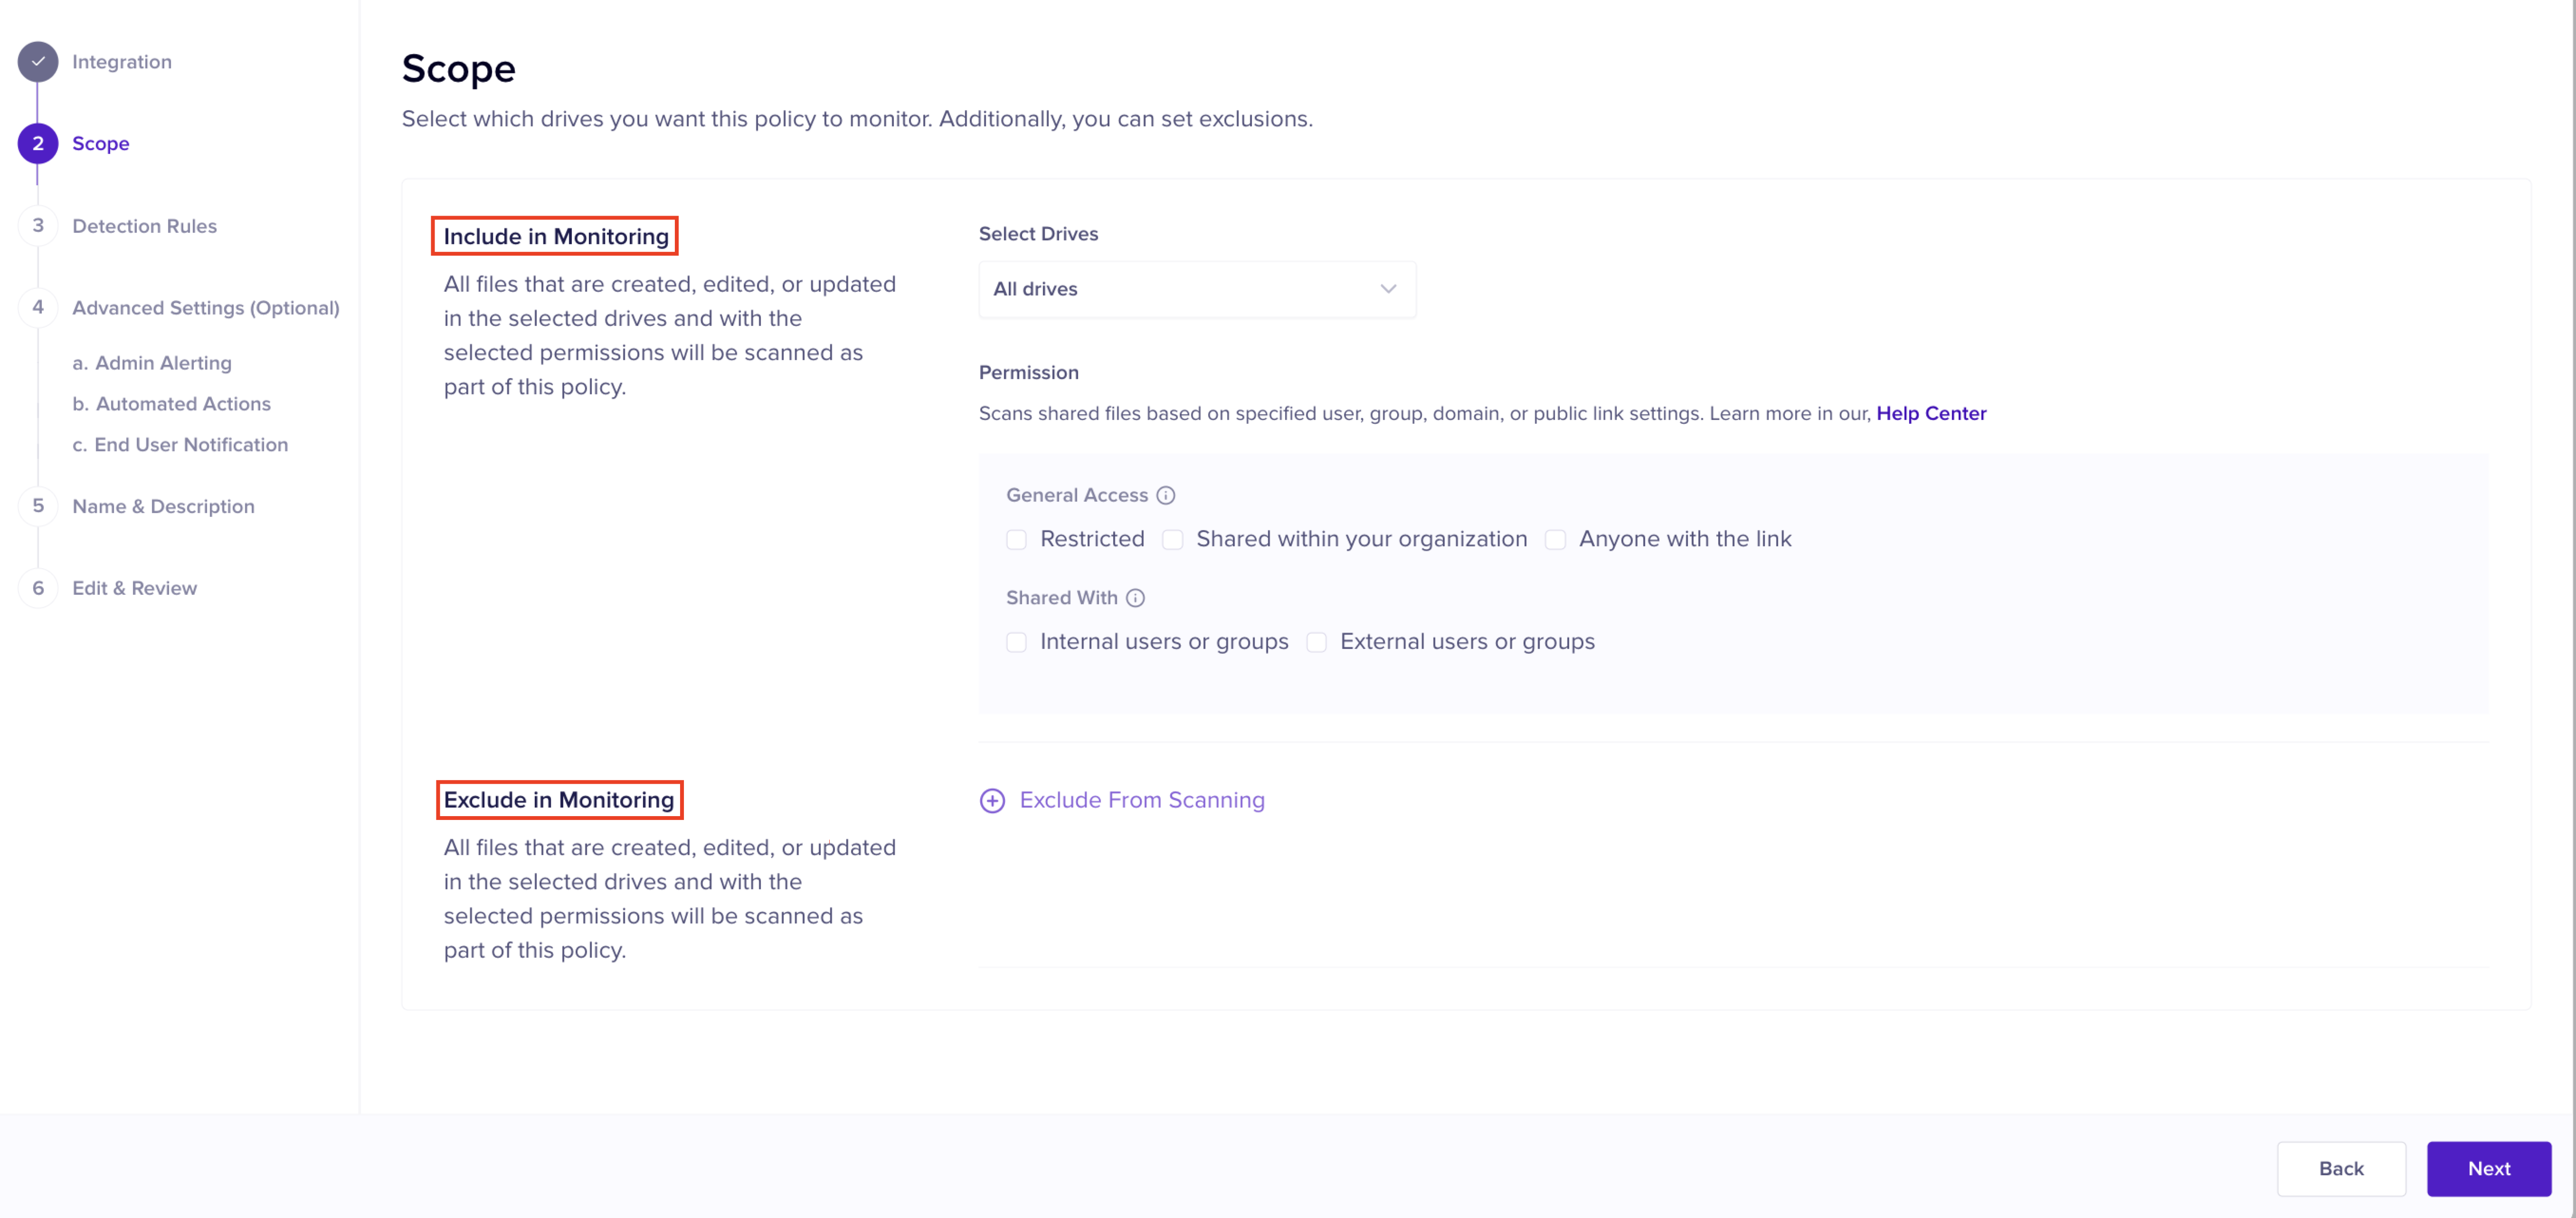 Integration
2 Scope
3 Detection Rules
4 Advanced Settings (Optional)
a. Admin Alerting
b. Automated Actions
c. End User Notification
5 Name & Description
6 Edit & Review
Scope
Select which drives you want this policy to monitor. Additionally, you can set exclusions.
Include in Monitoring
All files that are created, edited, or updated
in the selected drives and with the
selected permissions will be scanned as
part of this policy.
Select Drives
All drives
Permission
Scans shared files based on specified user, group, domain, or public link settings. Learn more in our, Help Center
General Access
Restricted Shared within your organization Anyone with the link
Shared With
Internal users or groups External users or groups
Exclude in Monitoring
All files that are created, edited, or updated
in the selected drives and with the
selected permissions will be scanned as
part of this policy.
Exclude From Scanning
Back Next